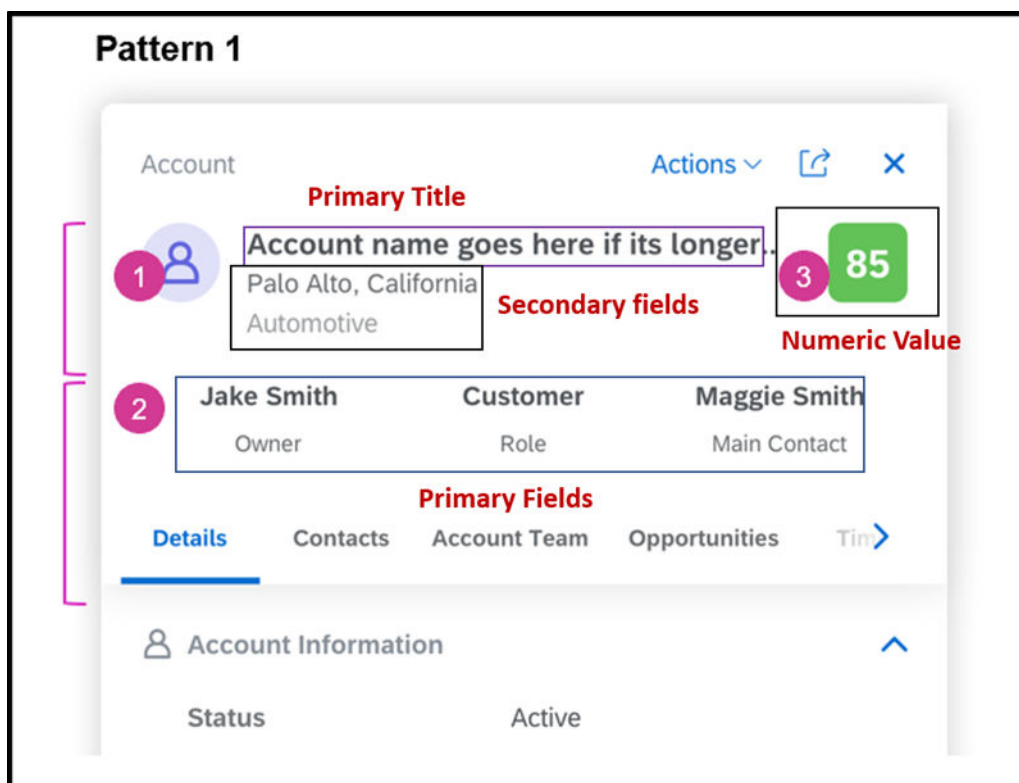 Pattern 1
Account
Actions
Primary Title
Account name goes here if its longer..
1
3
85
Palo Alto, California
Secondary fields
Automotive
Numeric Value
2
Jake Smith Customer Maggie Smith
Owner Role Main Contact
Primary Fields
Details Contacts Account Team Opportunities Tim
Account Information
Status Active